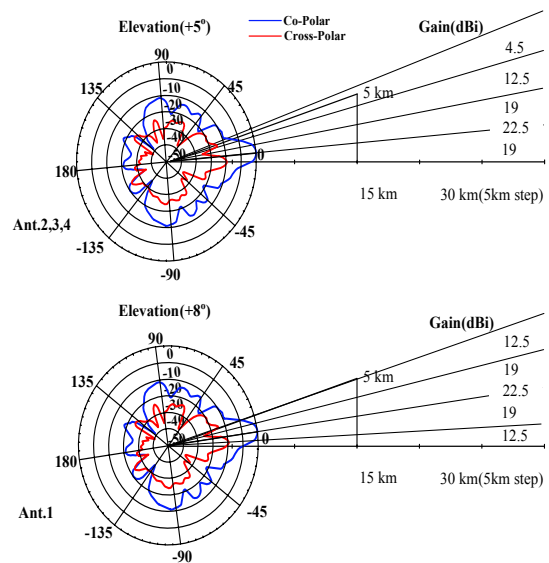 Elevation(+5°)
Co-Polar
Cross-Polar
Gain(dBi)
90
0
-10
-20
-30
-40
-50
135
45
180
0
-135
-45
-90
4.5
12.5
19
22.5
19
5 km
15 km
30 km(5km step)
Ant.2,3,4
Elevation(+8°)
Gain(dBi)
90
0
-10
-20
-30
-40
-50
135
45
180
0
-135
-45
-90
12.5
19
22.5
19
12.5
5 km
15 km
30 km(5km step)
Ant.1